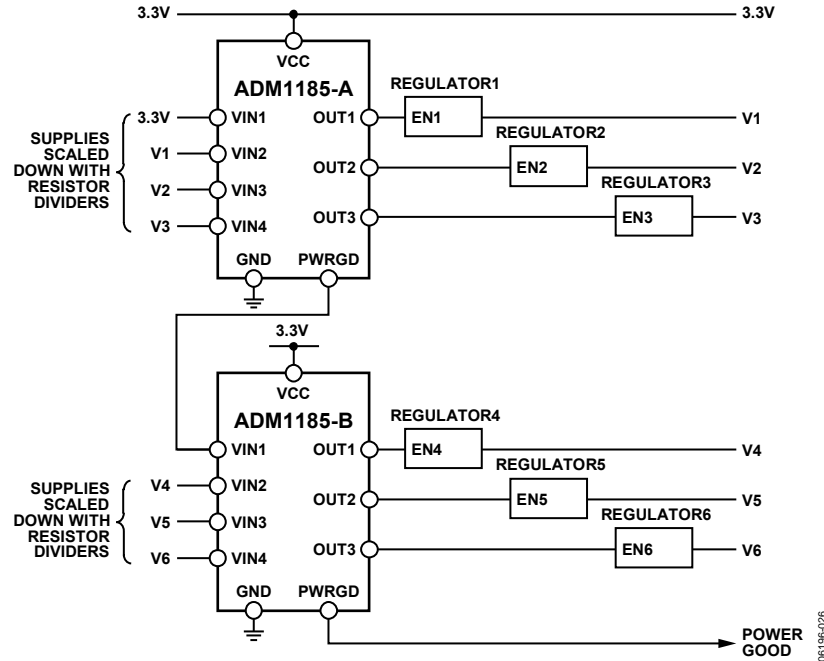 3.3V
3.3V
VCC
ADM1185-A
REGULATOR1
3.3V
VIN1
OUT1
EN1
V1
SUPPLIES
SCALED
DOWN WITH
RESISTOR
DIVIDERS
REGULATOR2
V1
VIN2
OUT2
EN2
V2
REGULATOR3
V2
VIN3
OUT3
EN3
V3
V3
VIN4
GND
PWRGD
3.3V
VCC
ADM1185-B
REGULATOR4
VIN1
OUT1
EN4
V4
REGULATOR5
SUPPLIES
SCALED
DOWN WITH
RESISTOR
DIVIDERS
V4
VIN2
OUT2
EN5
V5
REGULATOR6
V5
VIN3
OUT3
EN6
V6
V6
VIN4
GND
PWRGD
POWER
GOOD
06196-026